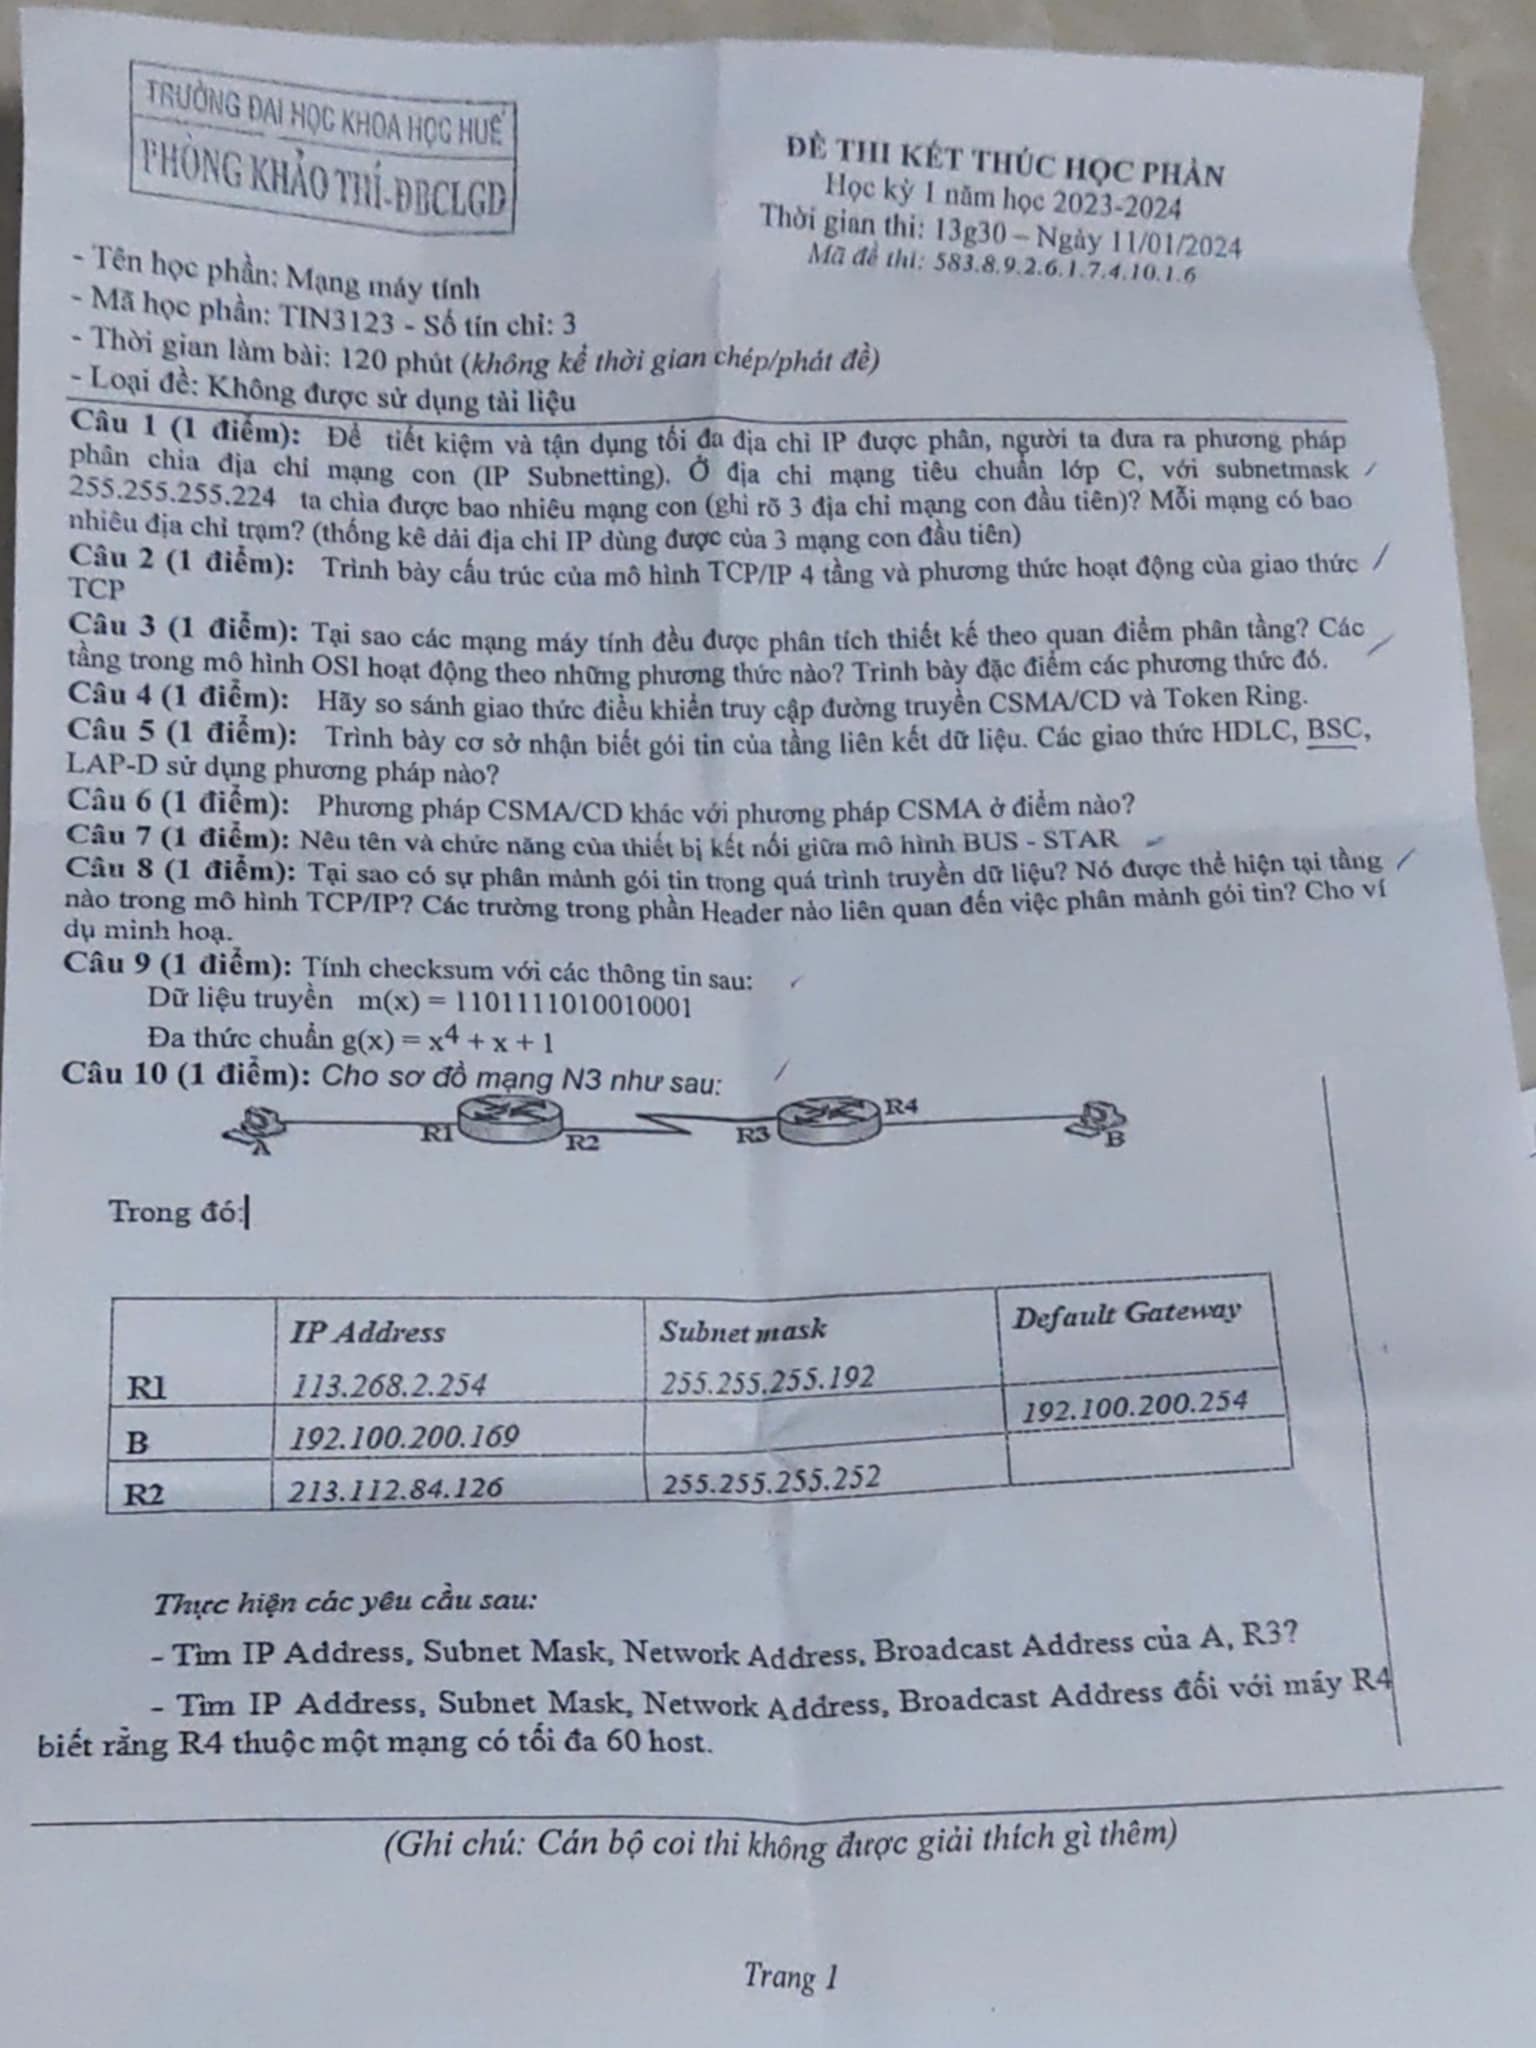 TRƯỜNG ĐẠI HỌC KHOA HỌC HUẾ
PHÒNG KHẢO THÍ-ĐBCLGD
ĐỀ THI KẾT THÚC HỌC PHẦN
Học kỳ 1 năm học 2023-2024
Thời gian thi: 13g30 – Ngày 11/01/2024
Mã đề thi: 583.8.9.2.6.1.7.4.10.1.6
- Tên học phần: Mạng máy tính
- Mã học phần: TIN3123 - Số tín chỉ: 3
- Thời gian làm bài: 120 phút (không kể thời gian chép/phát đề)
- Loại đề: Không được sử dụng tài liệu
Câu 1 (1 điểm): Để tiết kiệm và tận dụng tối đa địa chỉ IP được phân, người ta đưa ra phương pháp
phân chia địa chỉ mạng con (IP Subnetting). Ở địa chỉ mạng tiêu chuẩn lớp C, với subnetmask
255.255.255.224 ta chia được bao nhiêu mạng con (ghi rõ 3 địa chỉ mạng con đầu tiên)? Mỗi mạng có bao
nhiêu địa chỉ trạm? (thống kê dải địa chỉ IP dùng được của 3 mạng con đầu tiên)
Câu 2 (1 điểm): Trình bày cấu trúc của mô hình TCP/IP 4 tầng và phương thức hoạt động của giao thức
TCP
Câu 3 (1 điểm): Tại sao các mạng máy tính đều được phân tích thiết kế theo quan điểm phân tầng? Các
tầng trong mô hình OSI hoạt động theo những phương thức nào? Trình bày đặc điểm các phương thức đó.
Câu 4 (1 điểm): Hãy so sánh giao thức điều khiển truy cập đường truyền CSMA/CD và Token Ring.
Câu 5 (1 điểm): Trình bày cơ sở nhận biết gói tin của tầng liên kết dữ liệu. Các giao thức HDLC, BSC,
LAP-D sử dụng phương pháp nào?
Câu 6 (1 điểm): Phương pháp CSMA/CD khác với phương pháp CSMA ở điểm nào?
Câu 7 (1 điểm): Nêu tên và chức năng của thiết bị kết nối giữa mô hình BUS - STAR
Câu 8 (1 điểm): Tại sao có sự phân mảnh gói tin trong quá trình truyền dữ liệu? Nó được thể hiện tại tầng
nào trong mô hình TCP/IP? Các trường trong phần Header nào liên quan đến việc phân mảnh gói tin? Cho ví
dụ minh hoạ.
Câu 9 (1 điểm): Tính checksum với các thông tin sau:
Dữ liệu truyền m(x) = 1101111010010001
Đa thức chuẩn g(x) = x4 + x + 1
Câu 10 (1 điểm): Cho sơ đồ mạng N3 như sau:
A R1 R2 R3 R4 B
Trong đó:
IP Address Subnet mask Default Gateway
R1 113.268.2.254 255.255.255.192
B 192.100.200.169 192.100.200.254
R2 213.112.84.126 255.255.255.252
Thực hiện các yêu cầu sau:
- Tìm IP Address, Subnet Mask, Network Address, Broadcast Address của A, R3?
- Tìm IP Address, Subnet Mask, Network Address, Broadcast Address đối với máy R4
biết rằng R4 thuộc một mạng có tối đa 60 host.
(Ghi chú: Cán bộ coi thi không được giải thích gì thêm)
Trang 1